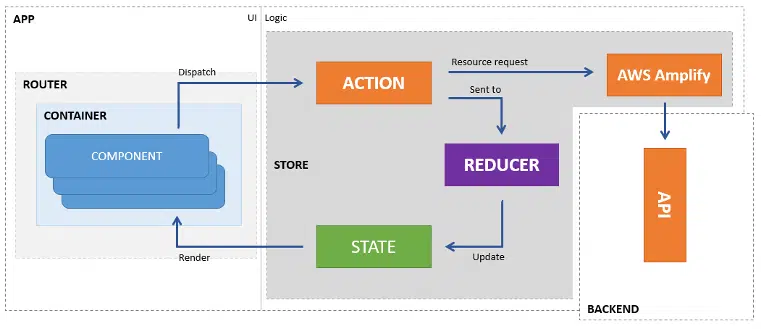 APP
UI
Logic
Dispatch
ACTION
Resource request
AWS Amplify
Sent to
ROUTER
CONTAINER
COMPONENT
STORE
REDUCER
API
STATE
Render
Update
BACKEND